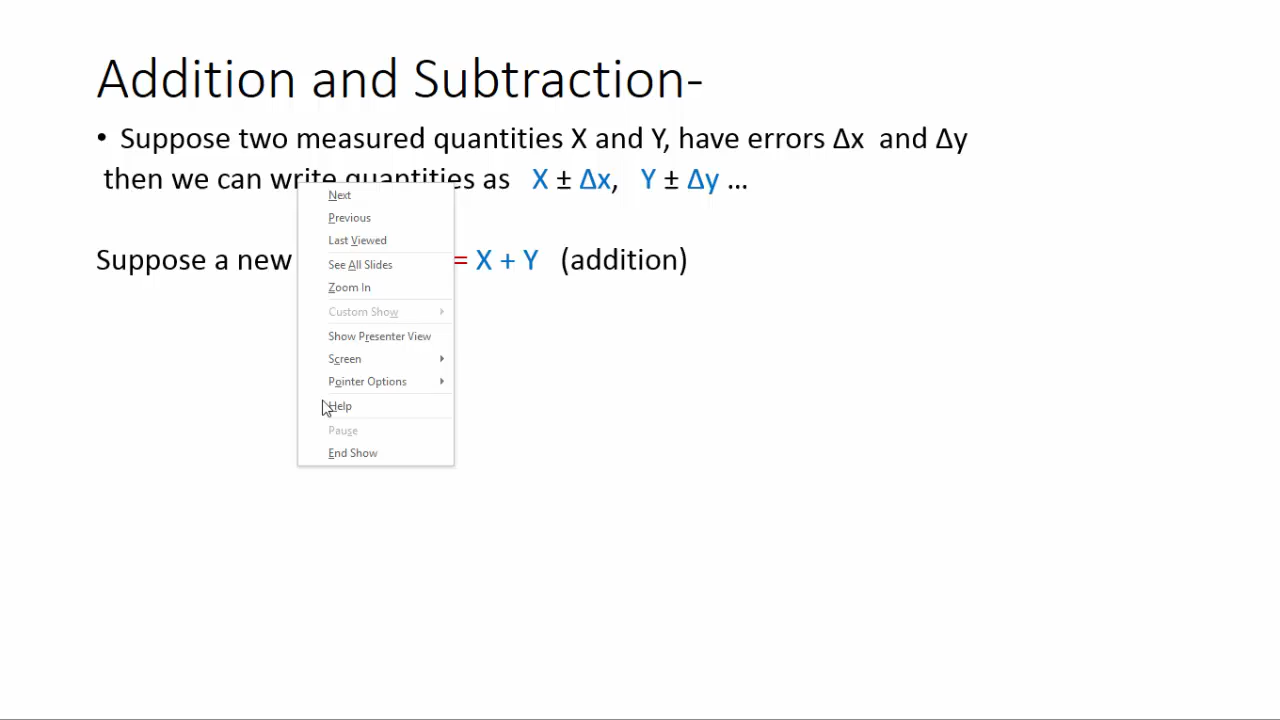 Addition and Subtraction-
• Suppose two measured quantities X and Y, have errors Δx and Δy
then we can write quantities as X ± Δx, Y ± Δy ...
Suppose a new = X + Y (addition)
Next
Previous
Last Viewed
See All Slides
Zoom In
Custom Show
Show Presenter View
Screen
Pointer Options
Help
Pause
End Show